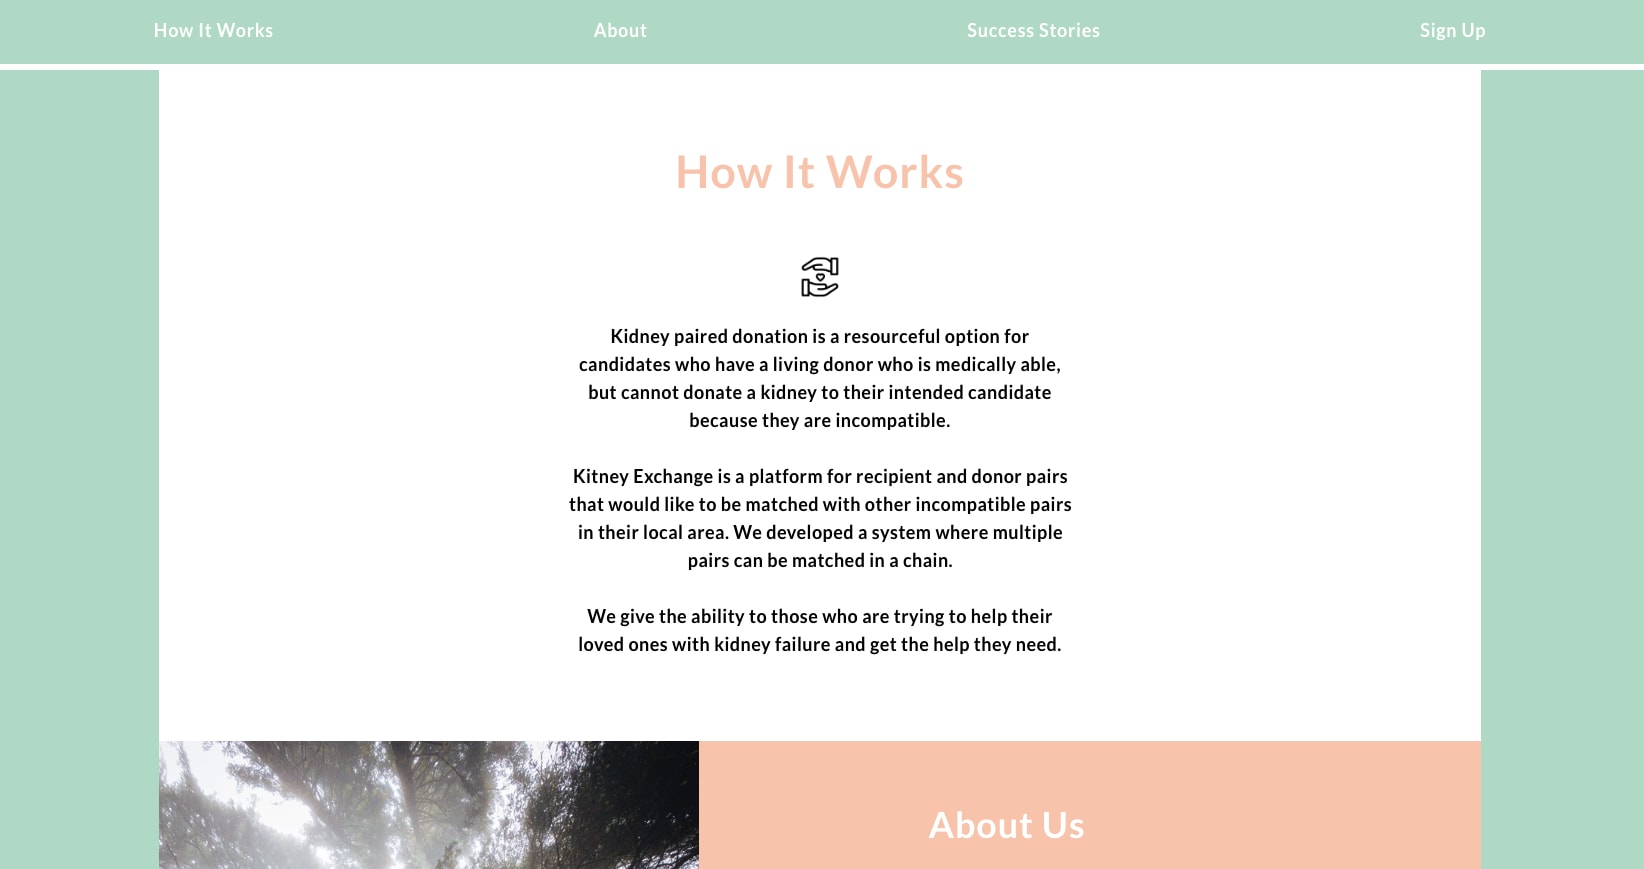 How It Works
About
Success Stories
Sign Up
How It Works
Kidney paired donation is a resourceful option for
candidates who have a living donor who is medically able,
but cannot donate a kidney to their intended candidate
because they are incompatible.
Kitney Exchange is a platform for recipient and donor pairs
that would like to be matched with other incompatible pairs
in their local area. We developed a system where multiple
pairs can be matched in a chain.
We give the ability to those who are trying to help their
loved ones with kidney failure and get the help they need.
About Us